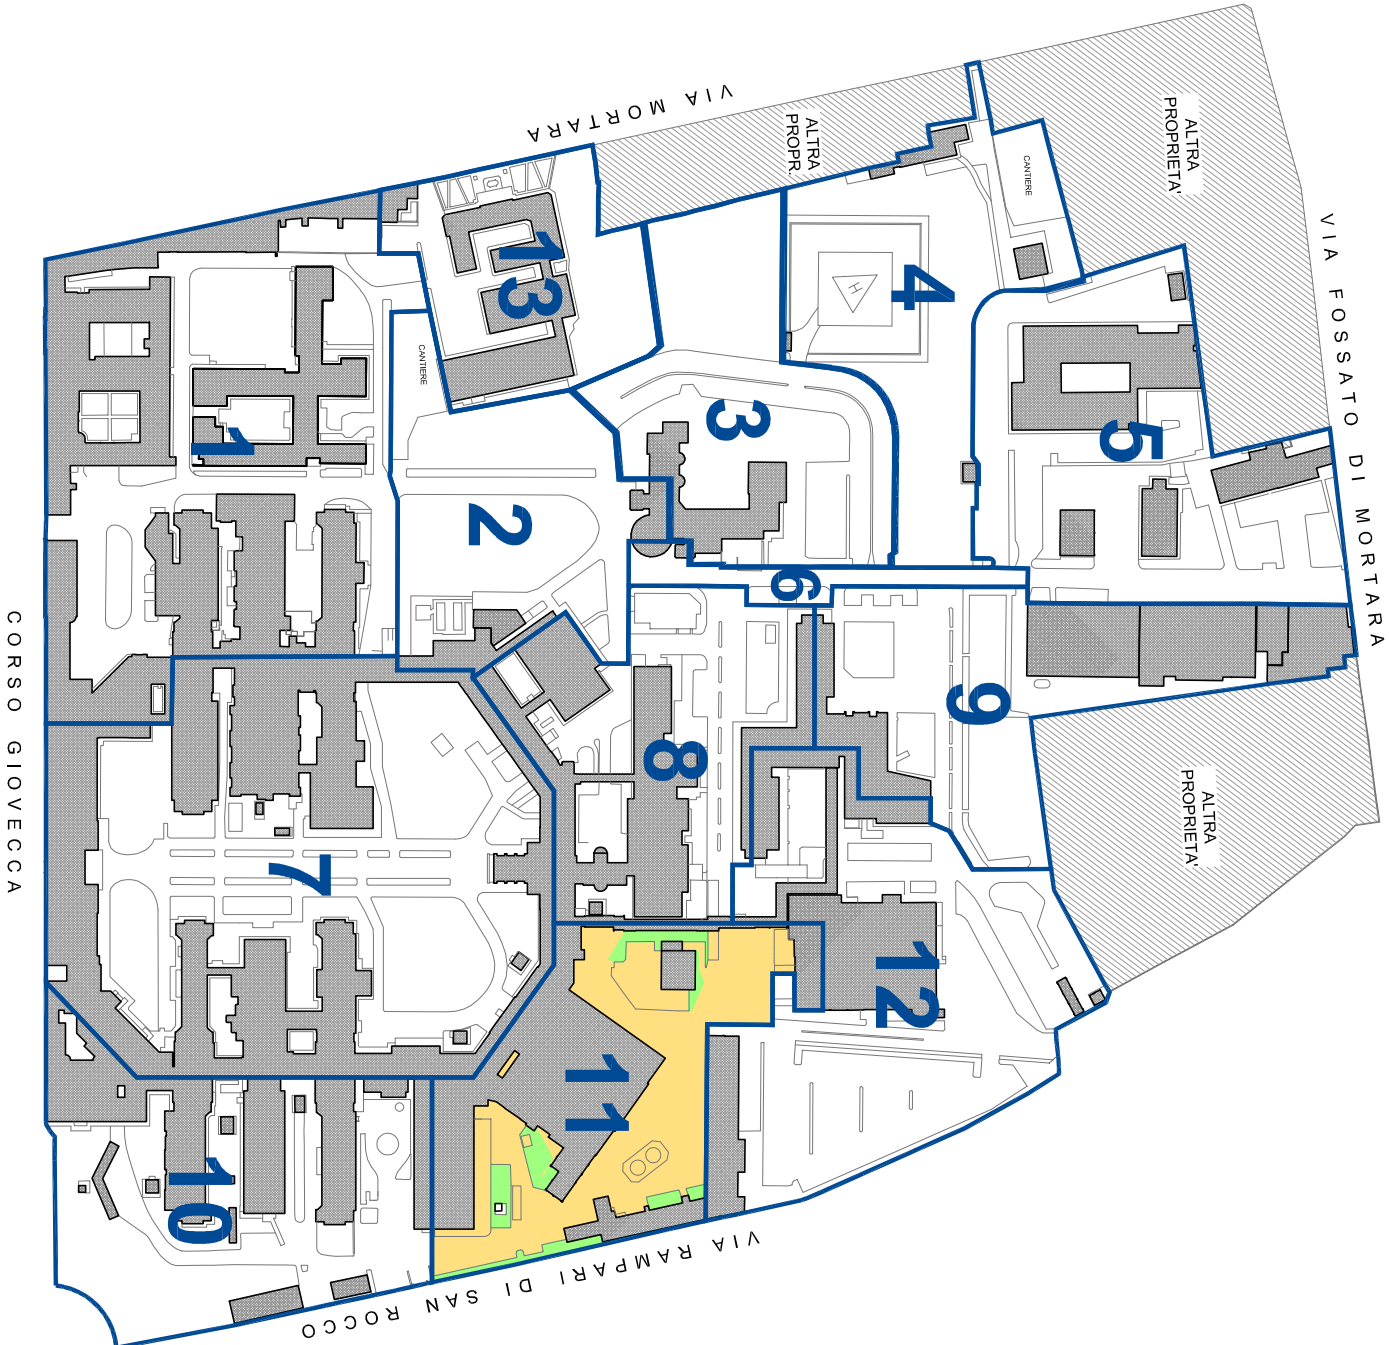 VIA MORTARA
ALTRA
PROPR.
ALTRA
PROPRIETA'
CANTIERE
VIA FOSSATO DI MORTARA
13
4
CANTIERE
3
1
5
2
6
9
8
CORSO GIOVECCA
ALTRA
PROPRIETA'
7
12
11
10
VIA RAMPARI DI SAN ROCCO
H